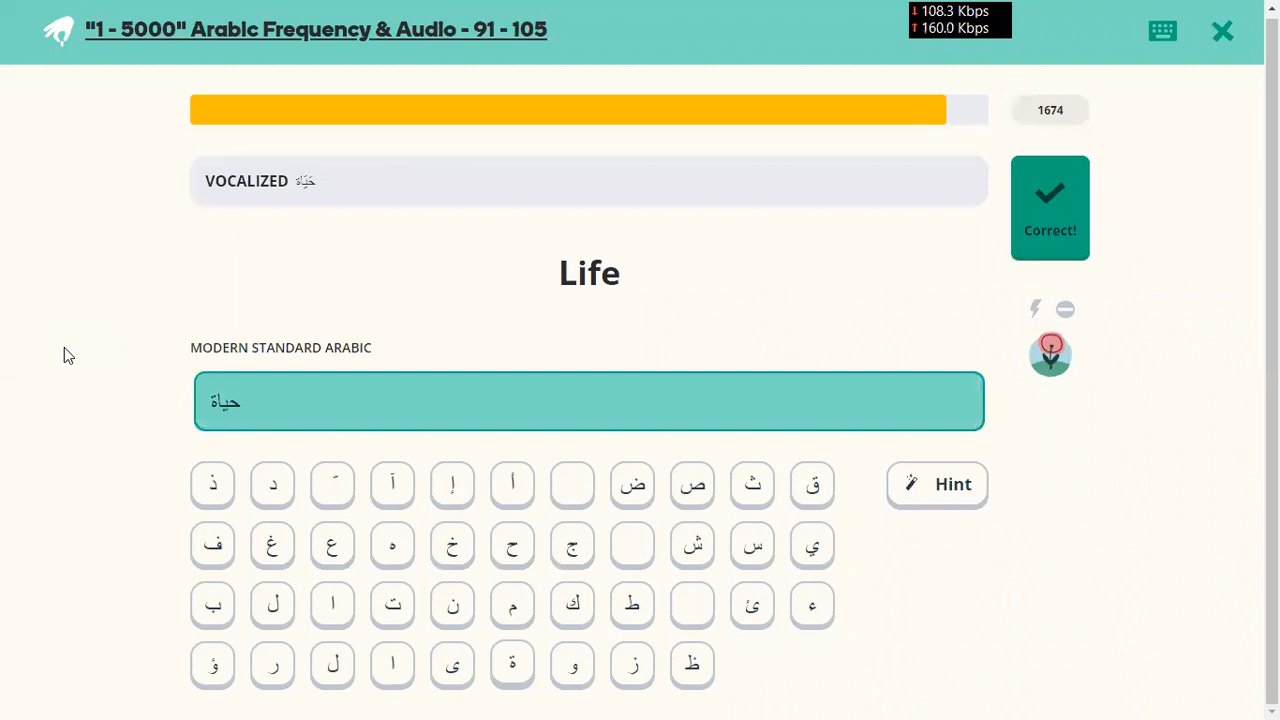 "1 - 5000" Arabic Frequency & Audio - 91 - 105
↓ 108.3 Kbps
↑ 160.0 Kbps
1674
VOCALIZED حَيَاة
Correct!
Life
MODERN STANDARD ARABIC
حياة
ذ د َ آ إ أ ض ص ث ق
Hint
ف غ ع ه خ ح ج ش س ي
ب ل ا ت ن م ك ط ئ ء
ؤ ر ل ا ى ة و ز ظ